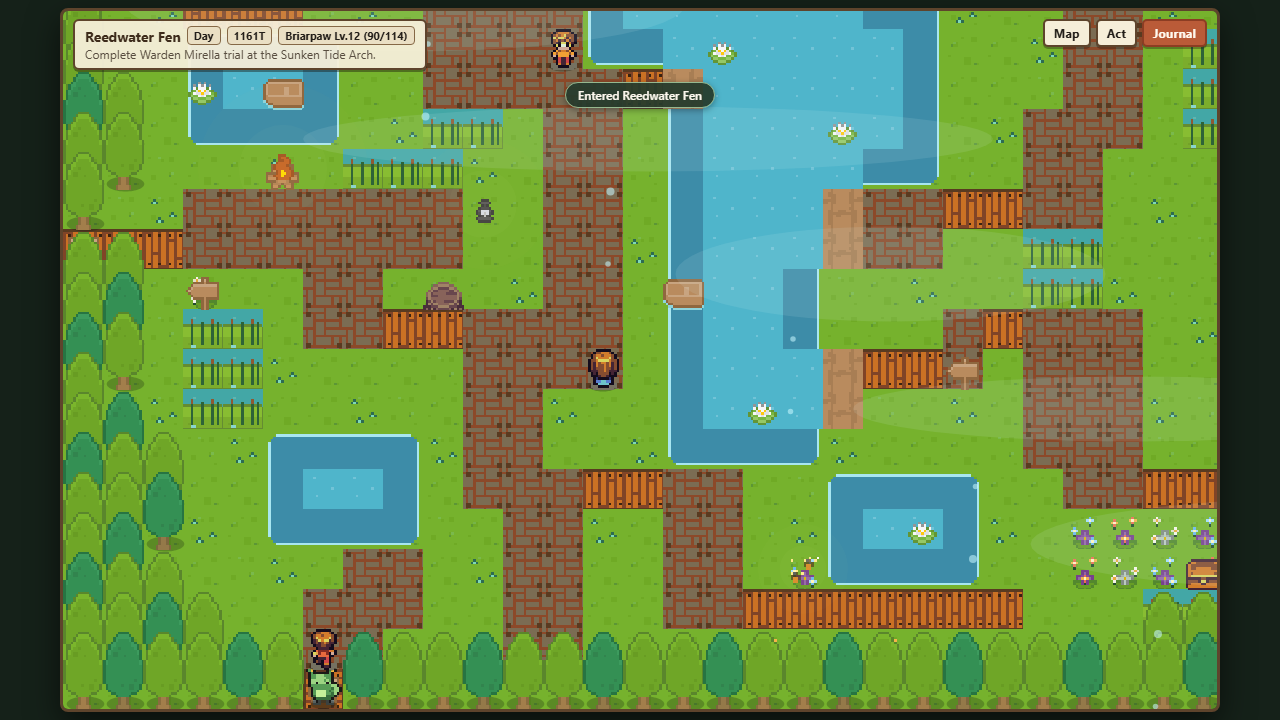 Reedwater Fen Day 1161T Briarpaw Lv.12 (90/114)
Complete Warden Mirella trial at the Sunken Tide Arch.
Map Act Journal
Entered Reedwater Fen